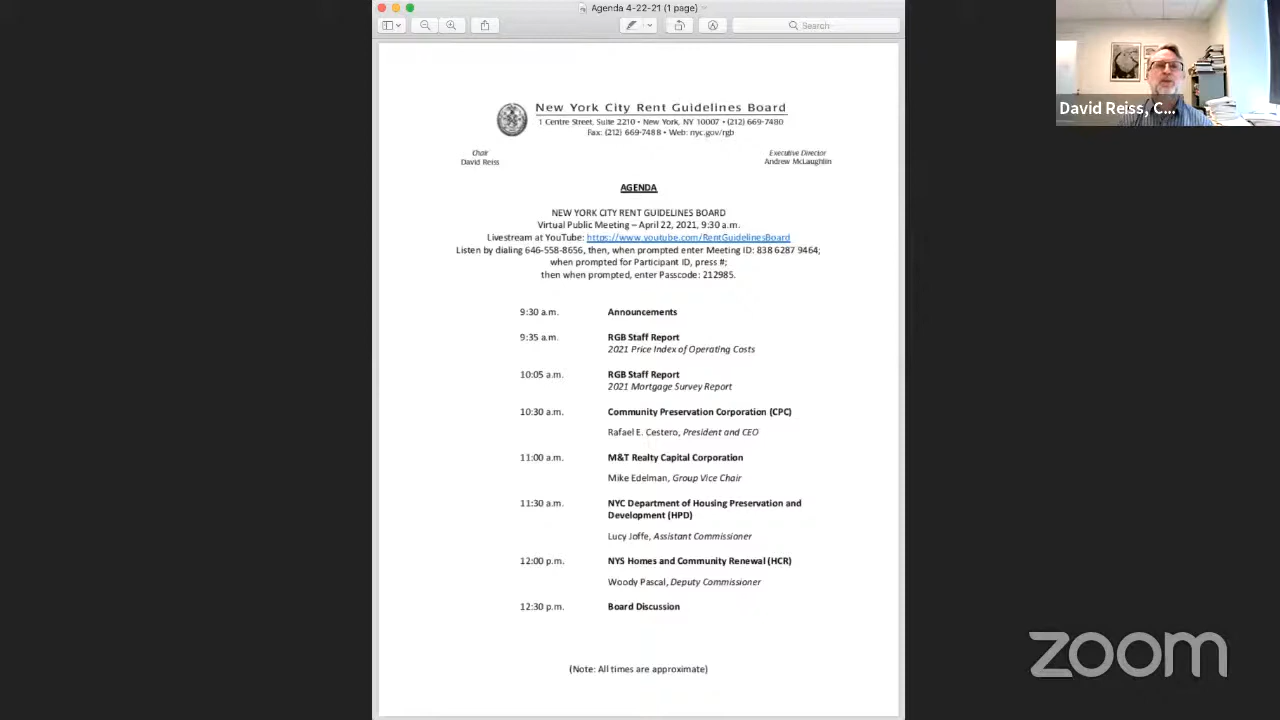 Agenda 4-22-21 (1 page)
Search
David Reiss, C...
New York City Rent Guidelines Board
1 Centre Street, Suite 2210 • New York, NY 10007 • (212) 669-7480
Fax: (212) 669-7488 • Web: nyc.gov/rgb
Chair
David Reiss
Executive Director
Andrew McLaughlin
AGENDA
NEW YORK CITY RENT GUIDELINES BOARD
Virtual Public Meeting – April 22, 2021, 9:30 a.m.
Livestream at YouTube: https://www.youtube.com/RentGuidelinesBoard
Listen by dialing 646-558-8656, then, when prompted enter Meeting ID: 838 6287 9464;
when prompted for Participant ID, press #;
then when prompted, enter Passcode: 212985.
9:30 a.m. Announcements
9:35 a.m. RGB Staff Report
2021 Price Index of Operating Costs
10:05 a.m. RGB Staff Report
2021 Mortgage Survey Report
10:30 a.m. Community Preservation Corporation (CPC)
Rafael E. Cestero, President and CEO
11:00 a.m. M&T Realty Capital Corporation
Mike Edelman, Group Vice Chair
11:30 a.m. NYC Department of Housing Preservation and
Development (HPD)
Lucy Joffe, Assistant Commissioner
12:00 p.m. NYS Homes and Community Renewal (HCR)
Woody Pascal, Deputy Commissioner
12:30 p.m. Board Discussion
(Note: All times are approximate)
zoom